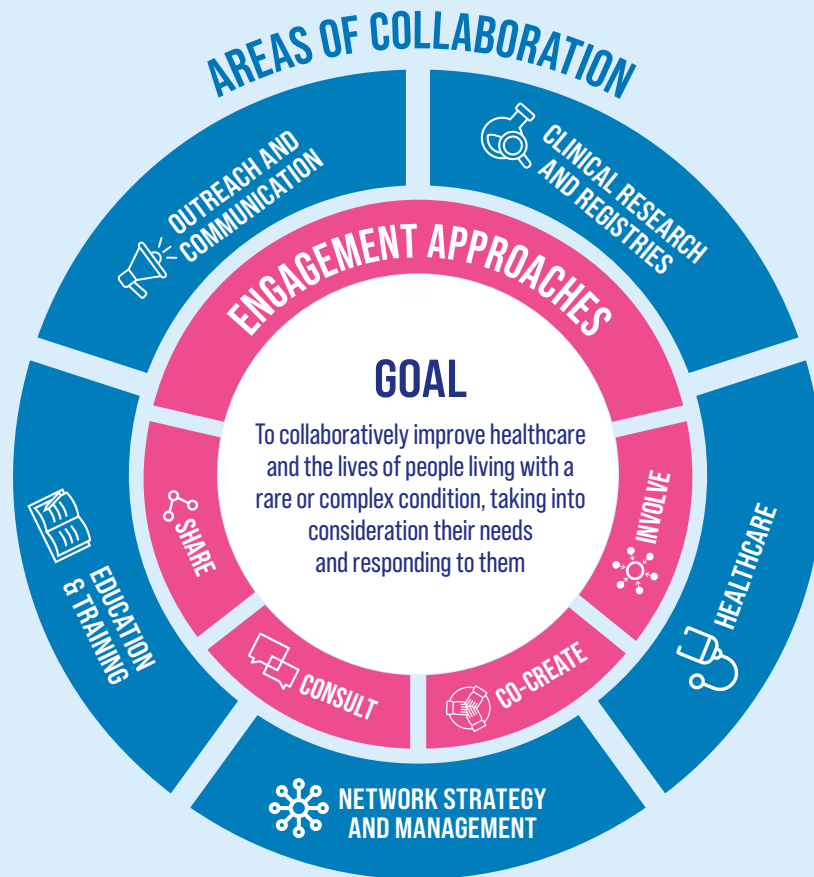 AREAS OF COLLABORATION
OUTREACH AND
COMMUNICATION
CLINICAL RESEARCH
AND REGISTRIES
ENGAGEMENT APPROACHES
GOAL
To collaboratively improve healthcare
and the lives of people living with a
rare or complex condition, taking into
consideration their needs
and responding to them
SHARE
INVOLVE
CONSULT
CO-CREATE
EDUCATION
& TRAINING
HEALTHCARE
NETWORK STRATEGY
AND MANAGEMENT